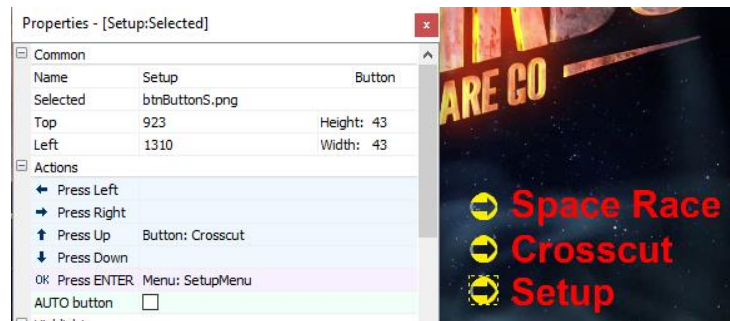 Properties - [Setup:Selected]
x
Common
Name Setup Button
Selected btnButtonS.png
Top 923 Height: 43
Left 1310 Width: 43
Actions
Press Left
Press Right
Press Up Button: Crosscut
Press Down
OK Press ENTER Menu: SetupMenu
AUTO button
ARE GO
Space Race
Crosscut
Setup